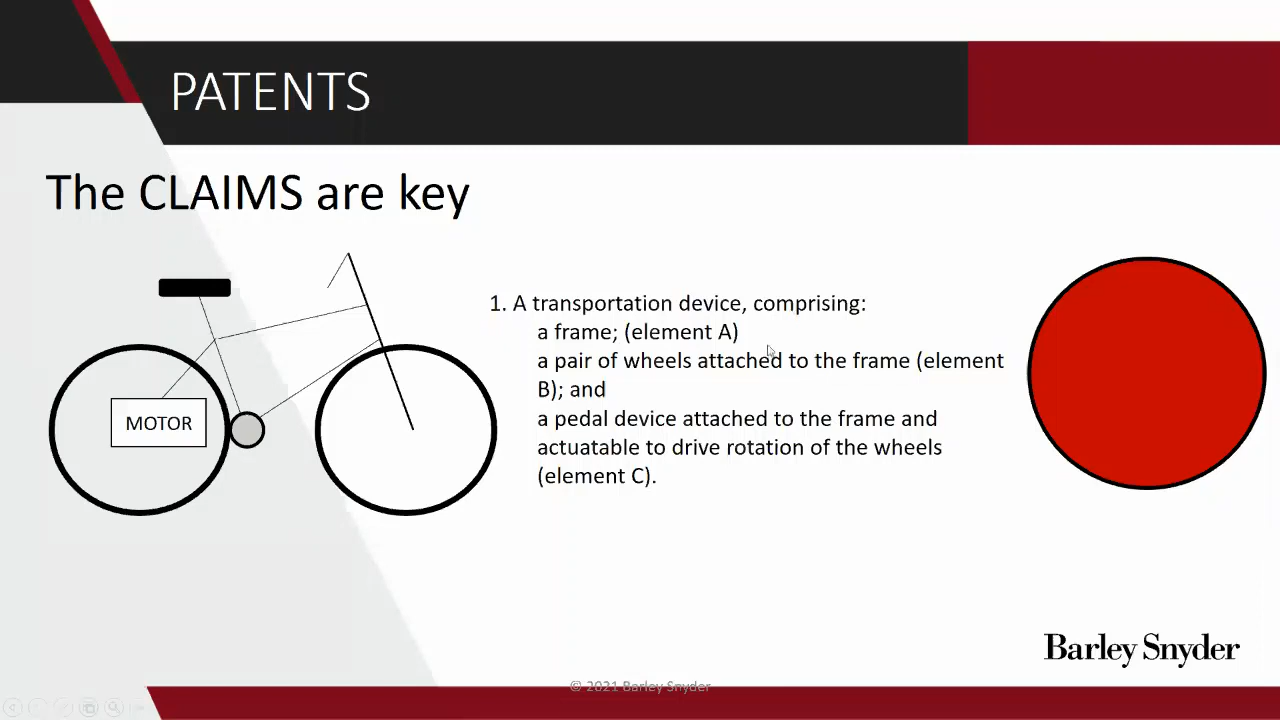 PATENTS
The CLAIMS are key
MOTOR
1. A transportation device, comprising:
a frame; (element A)
a pair of wheels attached to the frame (element
B); and
a pedal device attached to the frame and
actuatable to drive rotation of the wheels
(element C).
Barley Snyder
© 2021 Barley Snyder